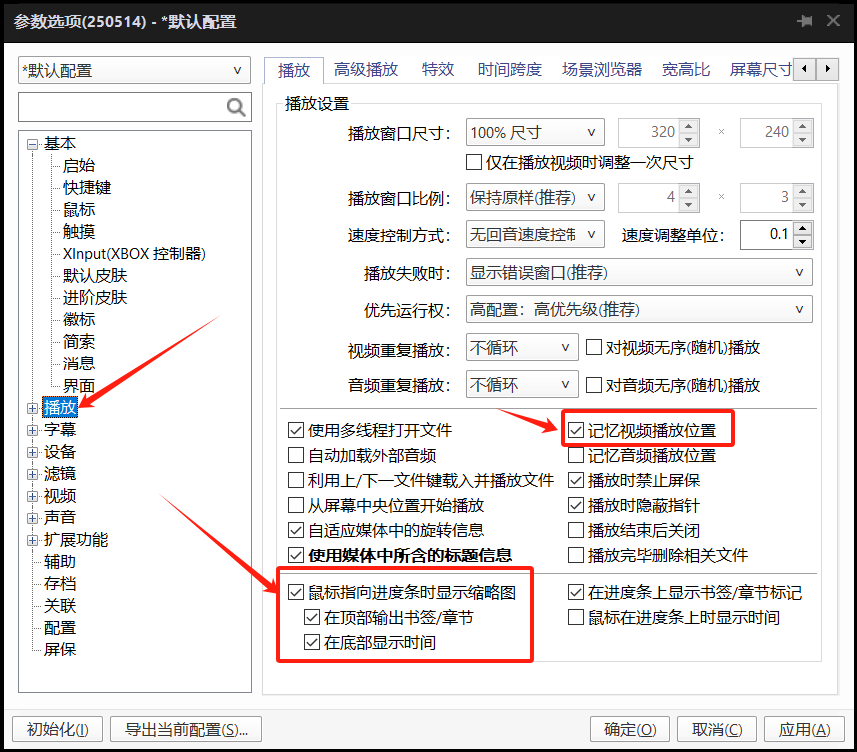 参数选项(250514) - *默认配置
*默认配置
基本
启始
快捷键
鼠标
触摸
XInput(XBOX 控制器)
默认皮肤
进阶皮肤
徽标
简索
消息
界面
播放
字幕
设备
滤镜
视频
声音
扩展功能
辅助
存档
关联
配置
屏保
播放 高级播放 特效 时间跨度 场景浏览器 宽高比 屏幕尺寸
播放设置
播放窗口尺寸: 100% 尺寸 320 × 240
仅在播放视频时调整一次尺寸
播放窗口比例: 保持原样(推荐) 4 × 3
速度控制方式: 无回音速度控制 速度调整单位: 0.1
播放失败时: 显示错误窗口(推荐)
优先运行权: 高配置：高优先级(推荐)
视频重复播放: 不循环 对视频无序(随机)播放
音频重复播放: 不循环 对音频无序(随机)播放
使用多线程打开文件 记忆视频播放位置
自动加载外部音频 记忆音频播放位置
利用上/下一文件键载入并播放文件 播放时禁止屏保
从屏幕中央位置开始播放 播放时隐蔽指针
自适应媒体中的旋转信息 播放结束后关闭
使用媒体中所含的标题信息 播放完毕删除相关文件
鼠标指向进度条时显示缩略图 在进度条上显示书签/章节标记
在顶部输出书签/章节 鼠标在进度条上时显示时间
在底部显示时间
初始化(I) 导出当前配置(S)... 确定(O) 取消(C) 应用(A)